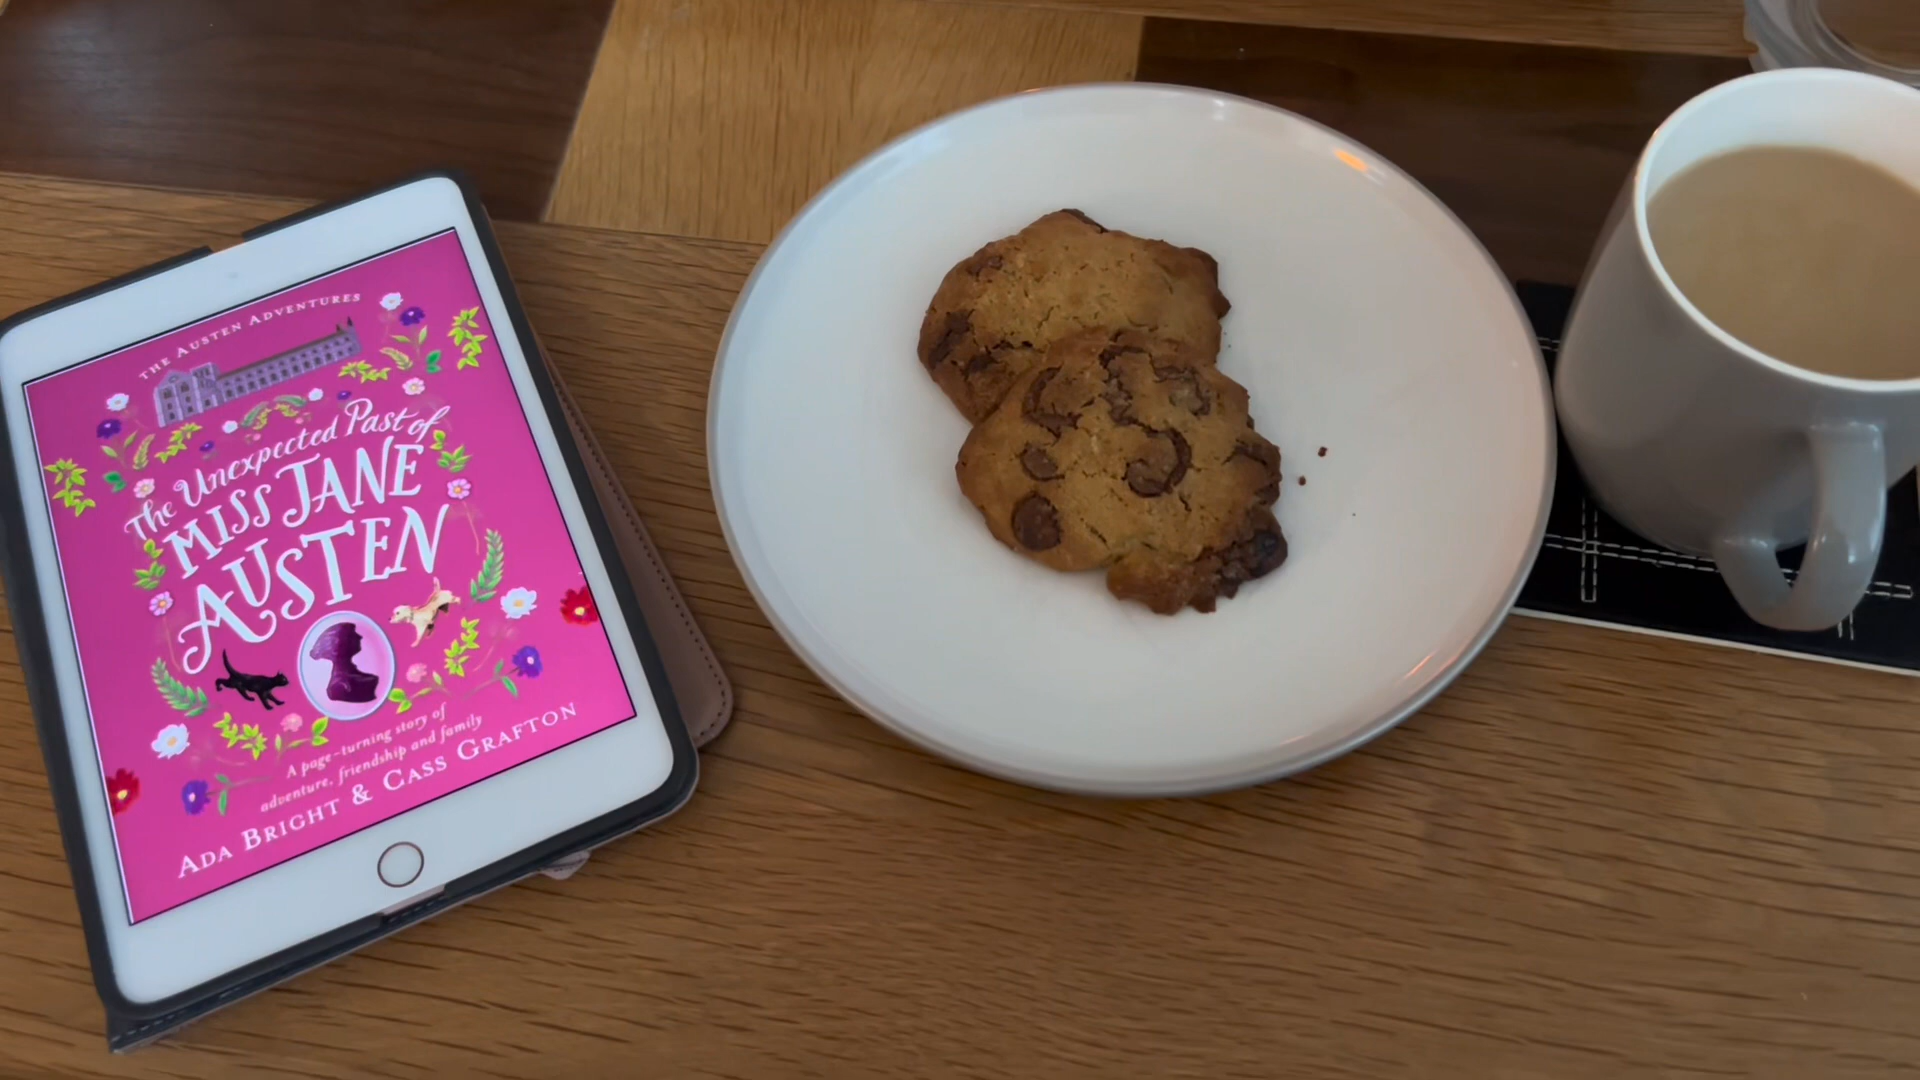 THE AUSTEN ADVENTURES
The Unexpected Past of
MISS JANE
AUSTEN
A page-turning story of
adventure, friendship and family
ADA BRIGHT & CASS GRAFTON